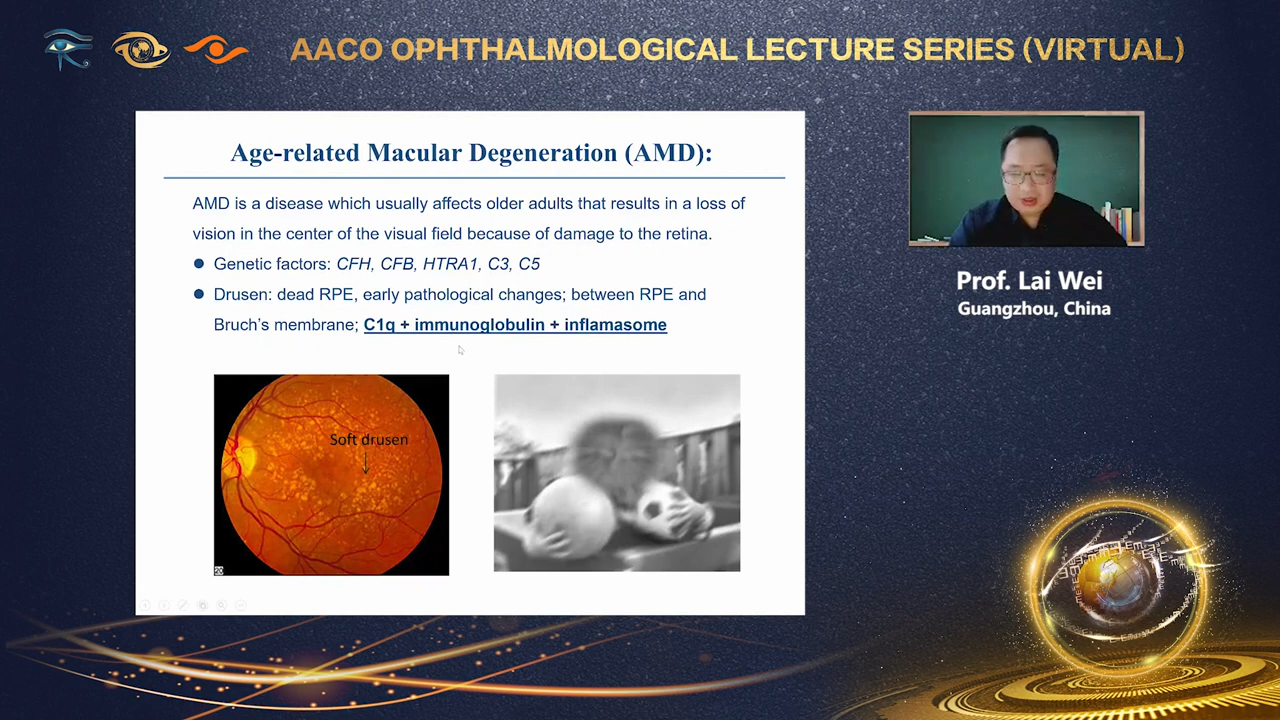 AACO OPHTHALMOLOGICAL LECTURE SERIES (VIRTUAL)
Age-related Macular Degeneration (AMD):
AMD is a disease which usually affects older adults that results in a loss of
vision in the center of the visual field because of damage to the retina.
Genetic factors: CFH, CFB, HTRA1, C3, C5
Drusen: dead RPE, early pathological changes; between RPE and
Bruch's membrane; C1q + immunoglobulin + inflamasome
Soft drusen
Prof. Lai Wei
Guangzhou, China